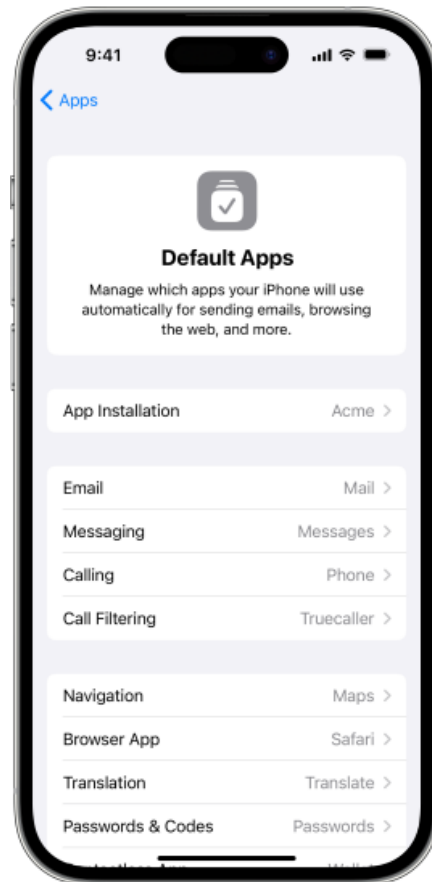 9:41
Apps
Default Apps
Manage which apps your iPhone will use
automatically for sending emails, browsing
the web, and more.
App Installation Acme
Email Mail
Messaging Messages
Calling Phone
Call Filtering Truecaller
Navigation Maps
Browser App Safari
Translation Translate
Passwords & Codes Passwords